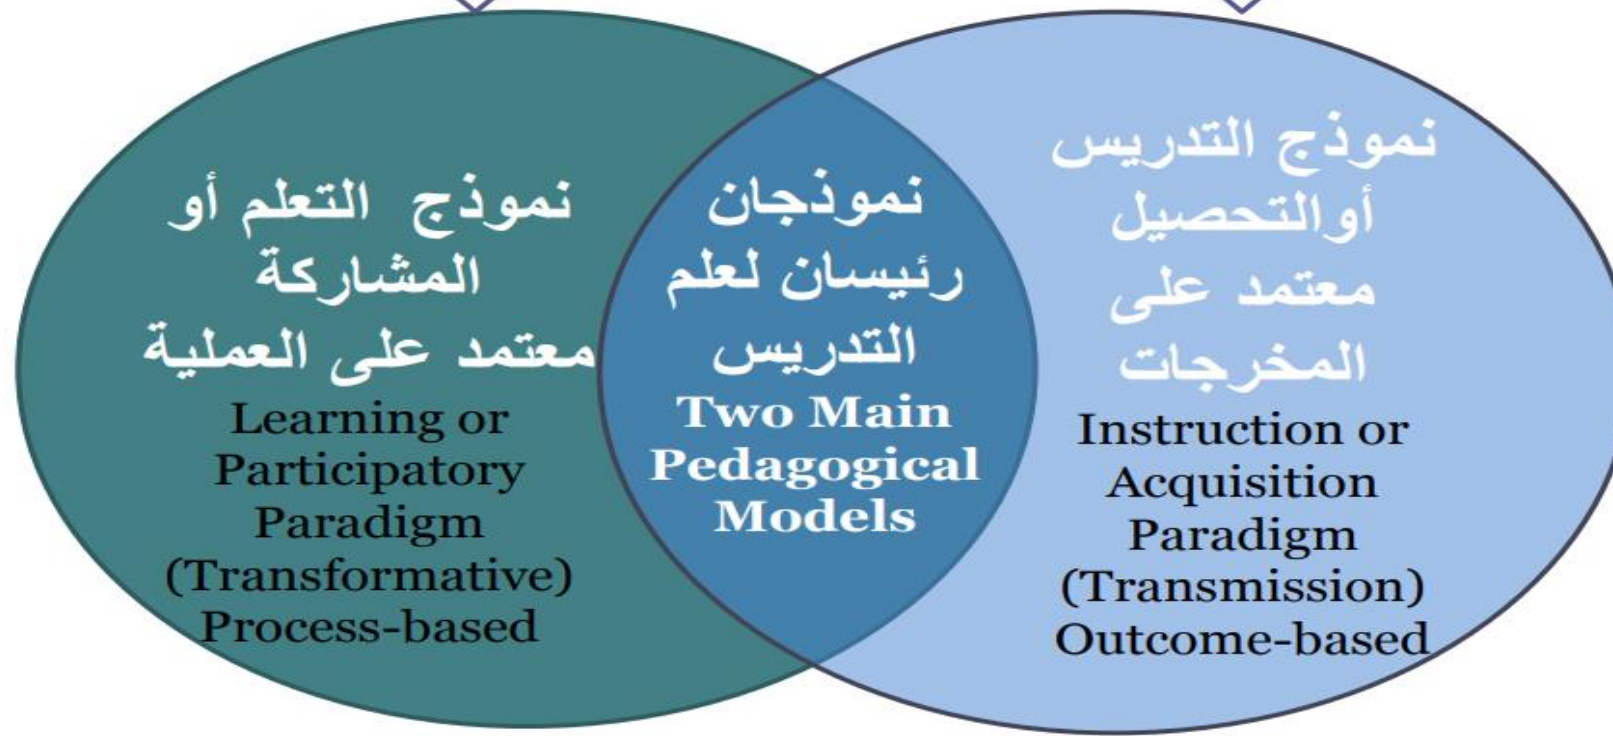 نموذج التعلم أو
المشاركة
معتمد على العملية
Learning or
Participatory
Paradigm
(Transformative)
Process-based
نموذجان
رئيسان لعلم
التدريس
Two Main
Pedagogical
Models
نموذج التدريس
أوالتحصيل
معتمد على
المخرجات
Instruction or
Acquisition
Paradigm
(Transmission)
Outcome-based